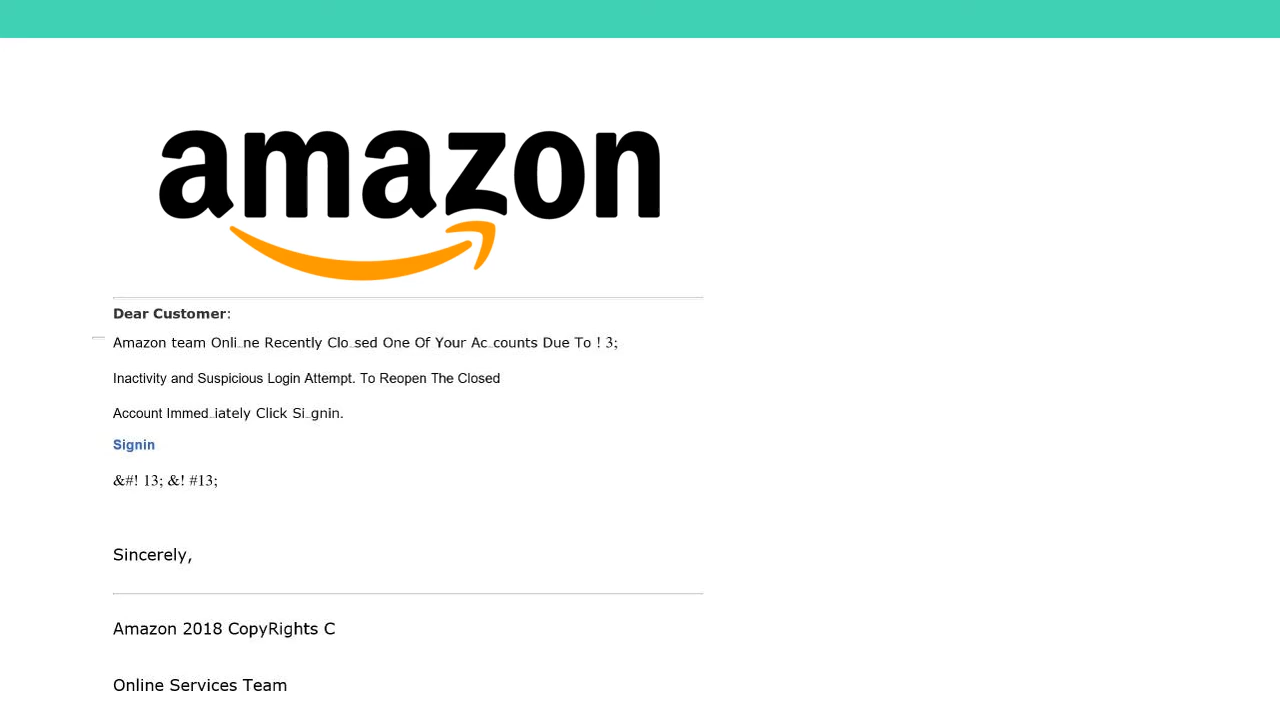 amazon
Dear Customer:
Amazon team Onli..ne Recently Clo..sed One Of Your Ac..counts Due To ! 3;
Inactivity and Suspicious Login Attempt. To Reopen The Closed
Account Immed..iately Click Si..gnin.
Signin
&#! 13; &! #13;
Sincerely,
Amazon 2018 CopyRights C
Online Services Team